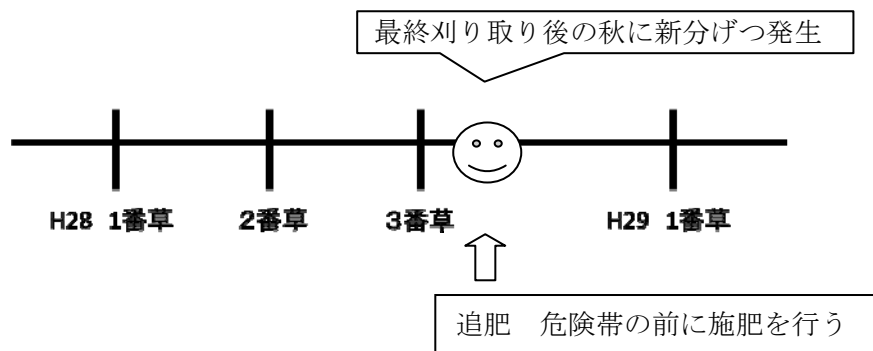 最終刈り取り後の秋に新分げつ発生
H28 1番草
2番草
3番草
H29 1番草
追肥　危険帯の前に施肥を行う